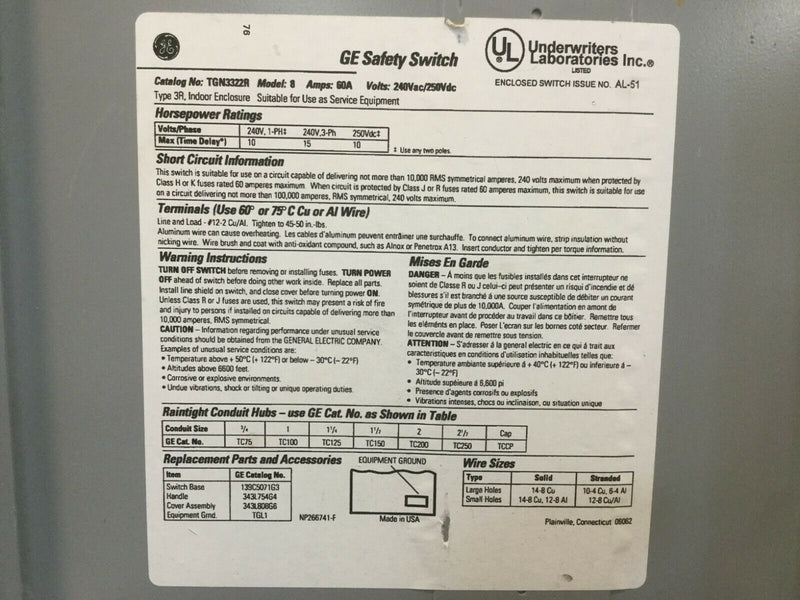 76
GE
GE Safety Switch
UL
Underwriters
Laboratories Inc.®
LISTED
ENCLOSED SWITCH ISSUE NO. AL-51
Catalog No: TGN3322R Model: 8 Amps: 60A Volts: 240Vac/250Vdc
Type 3R, Indoor Enclosure Suitable for Use as Service Equipment
Horsepower Ratings
Volts/Phase 240V, 1-PH‡ 240V,3-Ph 250Vdc‡
Max (Time Delay*) 10 15 10
‡ Use any two poles.
Short Circuit Information
This switch is suitable for use on a circuit capable of delivering not more than 10,000 RMS symmetrical amperes, 240 volts maximum when protected by
Class H or K fuses rated 60 amperes maximum. When circuit is protected by Class J or R fuses rated 60 amperes maximum, this switch is suitable for use
on a circuit delivering not more than 100,000 amperes, RMS symmetrical, 240 volts maximum.
Terminals (Use 60° or 75°C Cu or Al Wire)
Line and Load - #12-2 Cu/Al. Tighten to 45-50 in.-lbs.
Aluminum wire can cause overheating. Les cables d'aluminum peuvent entrâiner une surchauffe. To connect aluminum wire, strip insulation without
nicking wire. Wire brush and coat with anti-oxidant compound, such as Alnox or Penetrox A13. Insert conductor and tighten per torque information.
Warning Instructions
TURN OFF SWITCH before removing or installing fuses. TURN POWER
OFF ahead of switch before doing other work inside. Replace all parts.
Install line shield on switch, and close cover before turning power ON.
Unless Class R or J fuses are used, this switch may present a risk of fire
and injury to persons if installed on circuits capable of delivering more than
10,000 amperes, RMS symmetrical.
CAUTION – Information regarding performance under unusual service
conditions should be obtained from the GENERAL ELECTRIC COMPANY.
Examples of unusual service conditions are:
• Temperature above + 50°C (+ 122°F) or below – 30°C (– 22°F)
• Altitudes above 6600 feet.
• Corrosive or explosive environments.
• Undue vibrations, shock or tilting or unique operating duties.
Mises En Garde
DANGER – À moins que les fusibles installés dans cet interrupteur ne
soient de Classe R ou J celui-ci peut présenter un risque d'incendie et dé
blessures s'il est branché à une source susceptible de débiter un courant
symétrique de plus de 10,000A. Couper l'alimentation en amont de
l'interrupteur avant de procéder au travail dans ce bôitier. Remettre tous
les éléments en place. Poser L'ecran sur les bornes coté secteur. Refermer
le couvercle avant de remettre sous tension.
ATTENTION – S'adresser á la general electric en ce qui á trait aux
caracteristiques en conditions d'utilisation inhabituelles telles que:
• Température ambiante supérieure á + 40°C (+ 122°F) ou inferieure á –
30°C (– 22°F)
• Altitude supéieure á 6,600 pi
• Presence d'agents corrosifs ou explosifs
• Vibrations intenses, chocs ou inclinaison, ou situation unique
Raintight Conduit Hubs – use GE Cat. No. as Shown in Table
Conduit Size 3/4 1 1 1/4 1 1/2 2 2 1/2 Cap
GE Cat. No. TC75 TC100 TC125 TC150 TC200 TC250 TCCP
Replacement Parts and Accessories
Item GE Catalog No.
Switch Base 139C5071G3
Handle 343L754G4
Cover Assembly 343L808G6
Equipment Grnd. TGL1
NP266741-F
EQUIPMENT GROUND
Made in USA
Wire Sizes
Type Solid Stranded
Large Holes 14-8 Cu 10-4 Cu, 6-4 Al
Small Holes 14-8 Cu, 12-8 Al 12-8 Cu/Al
Plainville, Connecticut 06062